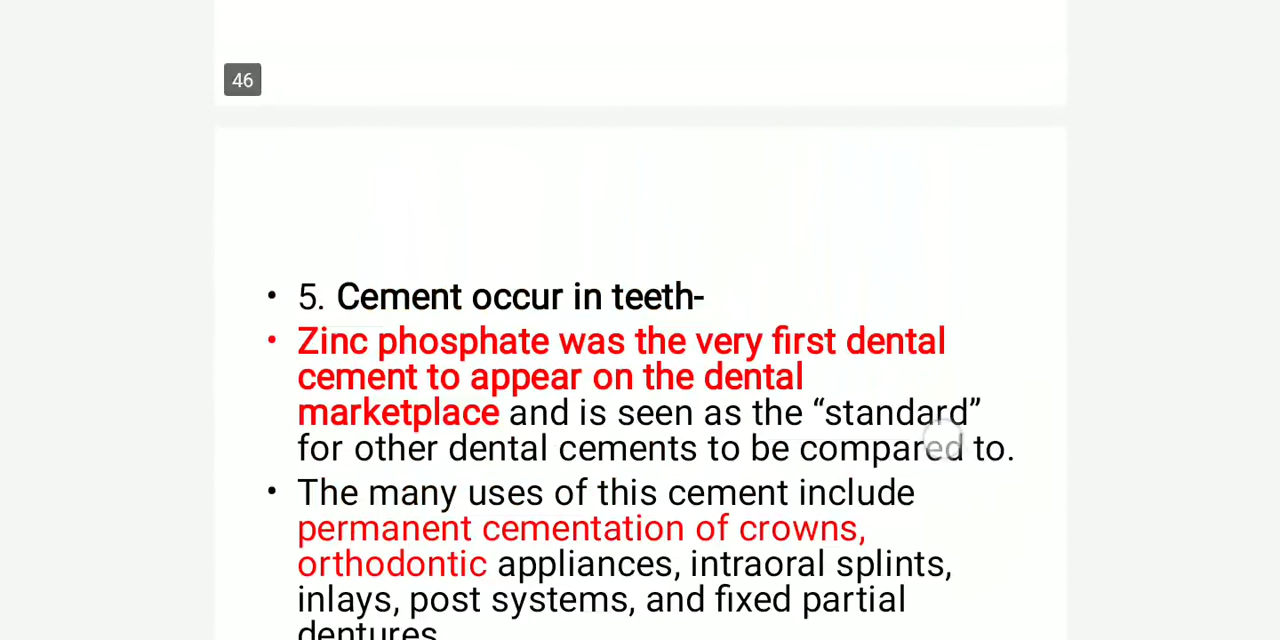 46
• 5. Cement occur in teeth-
• Zinc phosphate was the very first dental
cement to appear on the dental
marketplace and is seen as the “standard”
for other dental cements to be compared to.
• The many uses of this cement include
permanent cementation of crowns,
orthodontic appliances, intraoral splints,
inlays, post systems, and fixed partial
dentures.